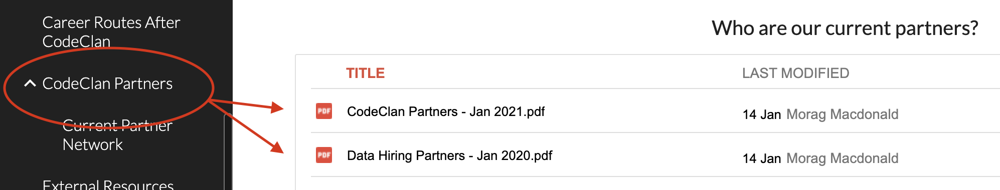 Career Routes After
CodeClan
CodeClan Partners
Current Partner
Network
External Resources
Who are our current partners?
TITLE LAST MODIFIED
PDF CodeClan Partners - Jan 2021.pdf 14 Jan Morag Macdonald
PDF Data Hiring Partners - Jan 2020.pdf 14 Jan Morag Macdonald